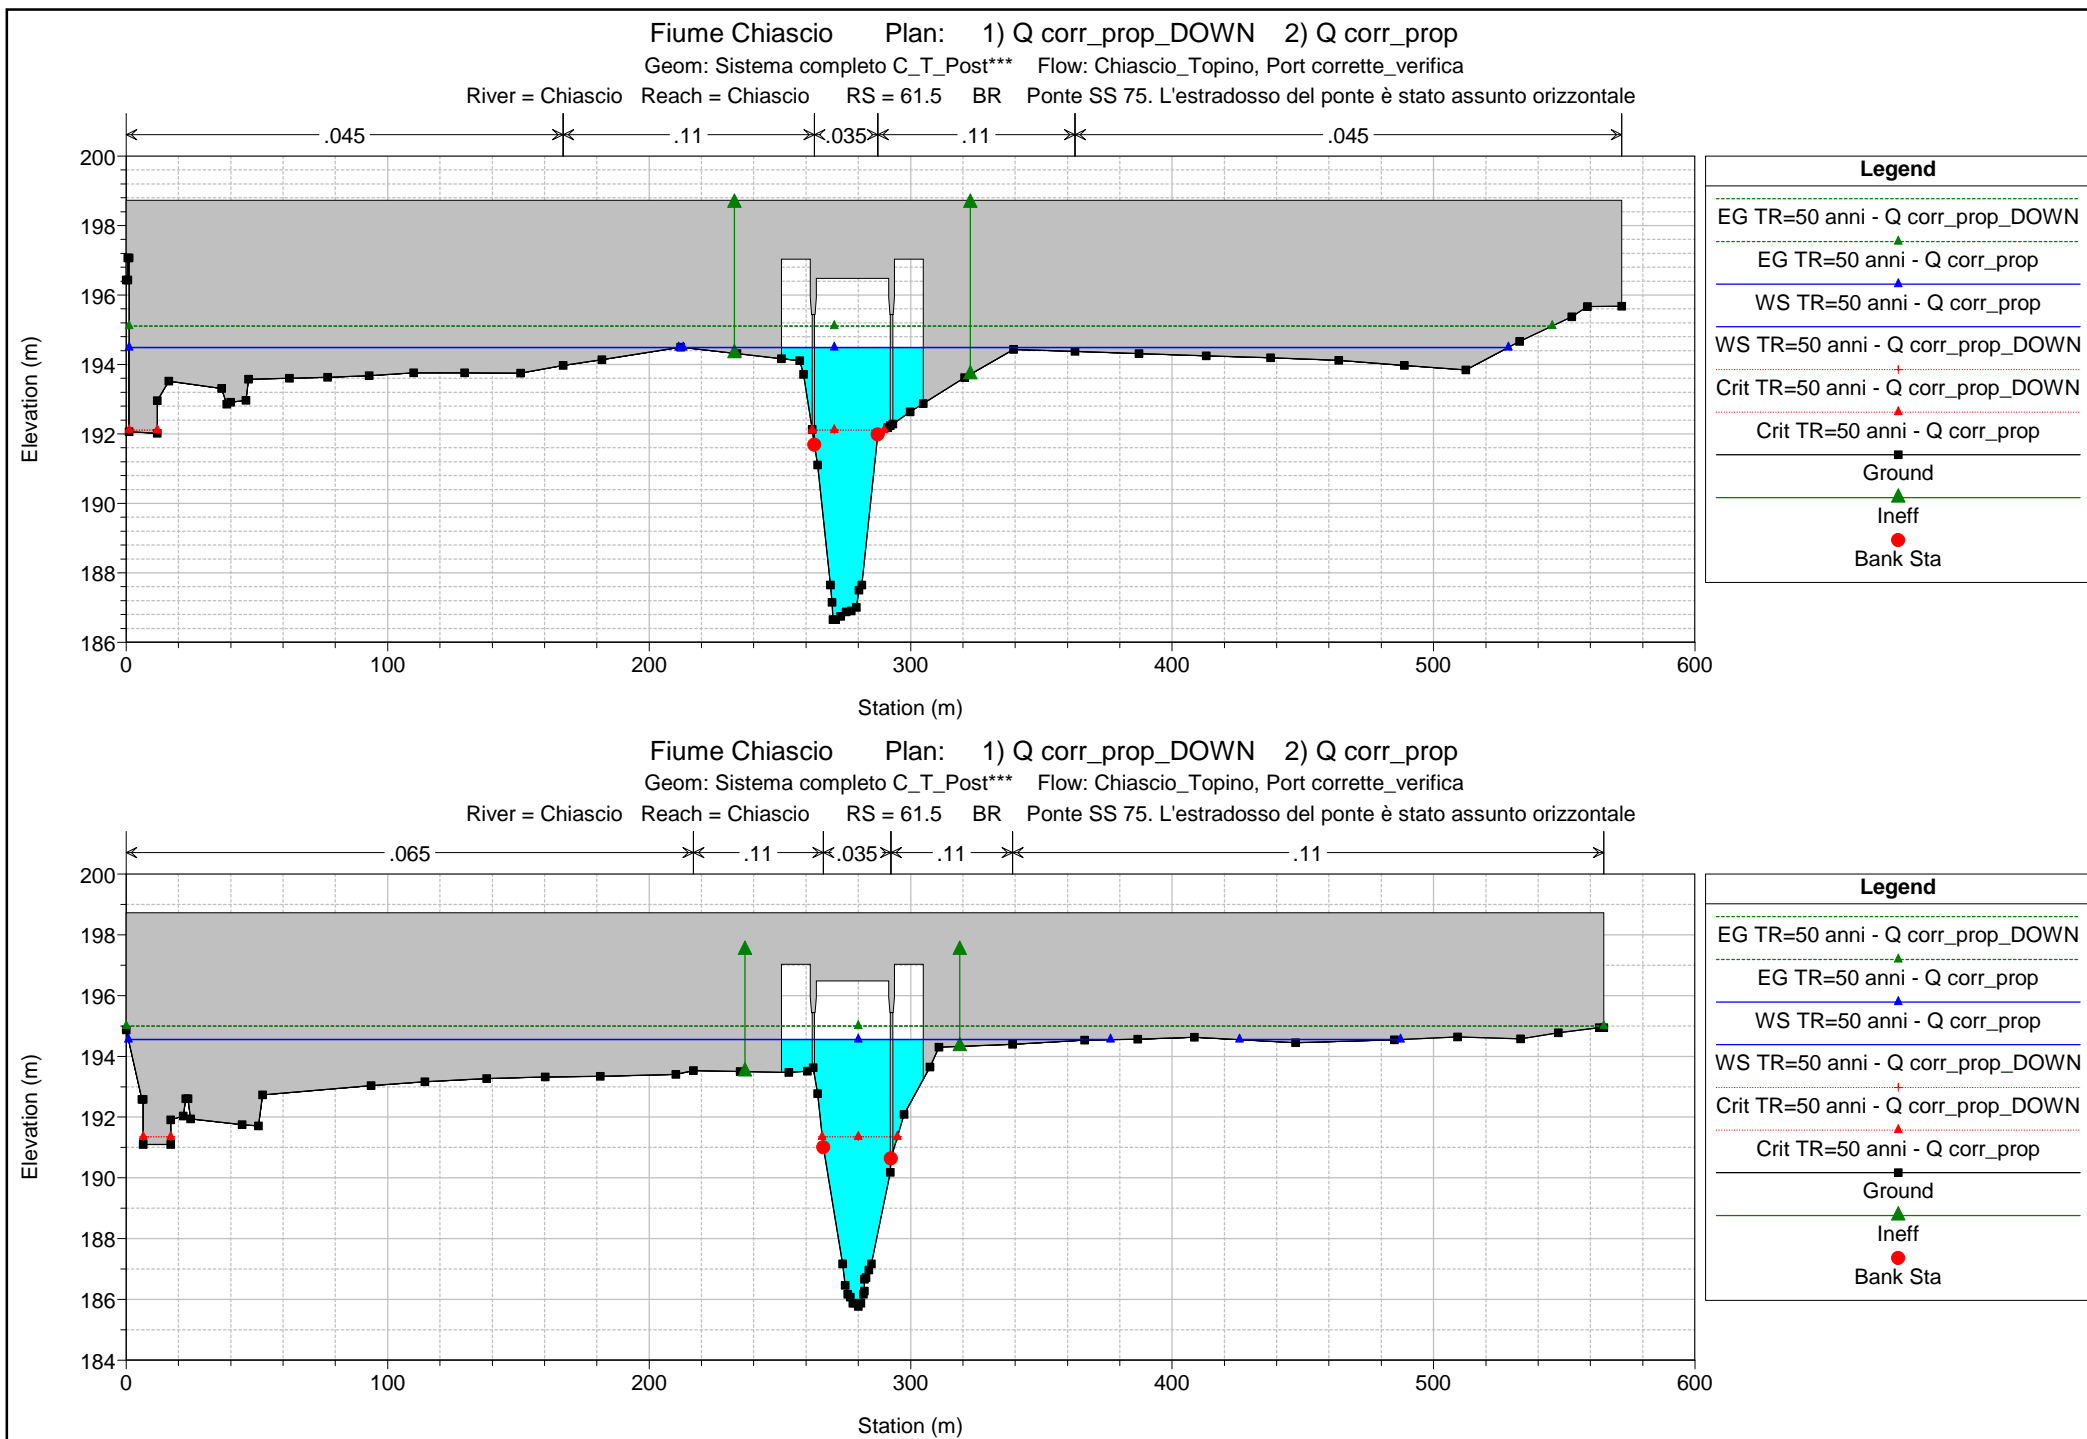 Fiume Chiascio Plan: 1) Q corr_prop_DOWN 2) Q corr_prop
Geom: Sistema completo C_T_Post*** Flow: Chiascio_Topino, Port corrette_verifica
River = Chiascio Reach = Chiascio RS = 61.5 BR Ponte SS 75. L'estradosso del ponte è stato assunto orizzontale
.045 .11 .035 .11 .045
200
198
196
194
192
190
188
186
Elevation (m)
0 100 200 300 400 500 600
Station (m)
Legend
EG TR=50 anni - Q corr_prop_DOWN
EG TR=50 anni - Q corr_prop
WS TR=50 anni - Q corr_prop
WS TR=50 anni - Q corr_prop_DOWN
Crit TR=50 anni - Q corr_prop_DOWN
Crit TR=50 anni - Q corr_prop
Ground
Ineff
Bank Sta
Fiume Chiascio Plan: 1) Q corr_prop_DOWN 2) Q corr_prop
Geom: Sistema completo C_T_Post*** Flow: Chiascio_Topino, Port corrette_verifica
River = Chiascio Reach = Chiascio RS = 61.5 BR Ponte SS 75. L'estradosso del ponte è stato assunto orizzontale
.065 .11 .035 .11 .11
200
198
196
194
192
190
188
186
184
Elevation (m)
0 100 200 300 400 500 600
Station (m)
Legend
EG TR=50 anni - Q corr_prop_DOWN
EG TR=50 anni - Q corr_prop
WS TR=50 anni - Q corr_prop
WS TR=50 anni - Q corr_prop_DOWN
Crit TR=50 anni - Q corr_prop_DOWN
Crit TR=50 anni - Q corr_prop
Ground
Ineff
Bank Sta